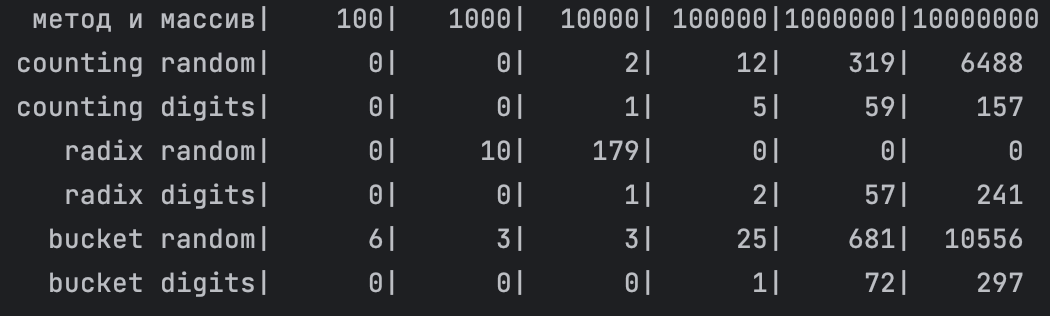 метод и массив| 100| 1000| 10000| 100000|1000000|10000000
counting random| 0| 0| 2| 12| 319| 6488
counting digits| 0| 0| 1| 5| 59| 157
radix random| 0| 10| 179| 0| 0| 0
radix digits| 0| 0| 1| 2| 57| 241
bucket random| 6| 3| 3| 25| 681| 10556
bucket digits| 0| 0| 0| 1| 72| 297